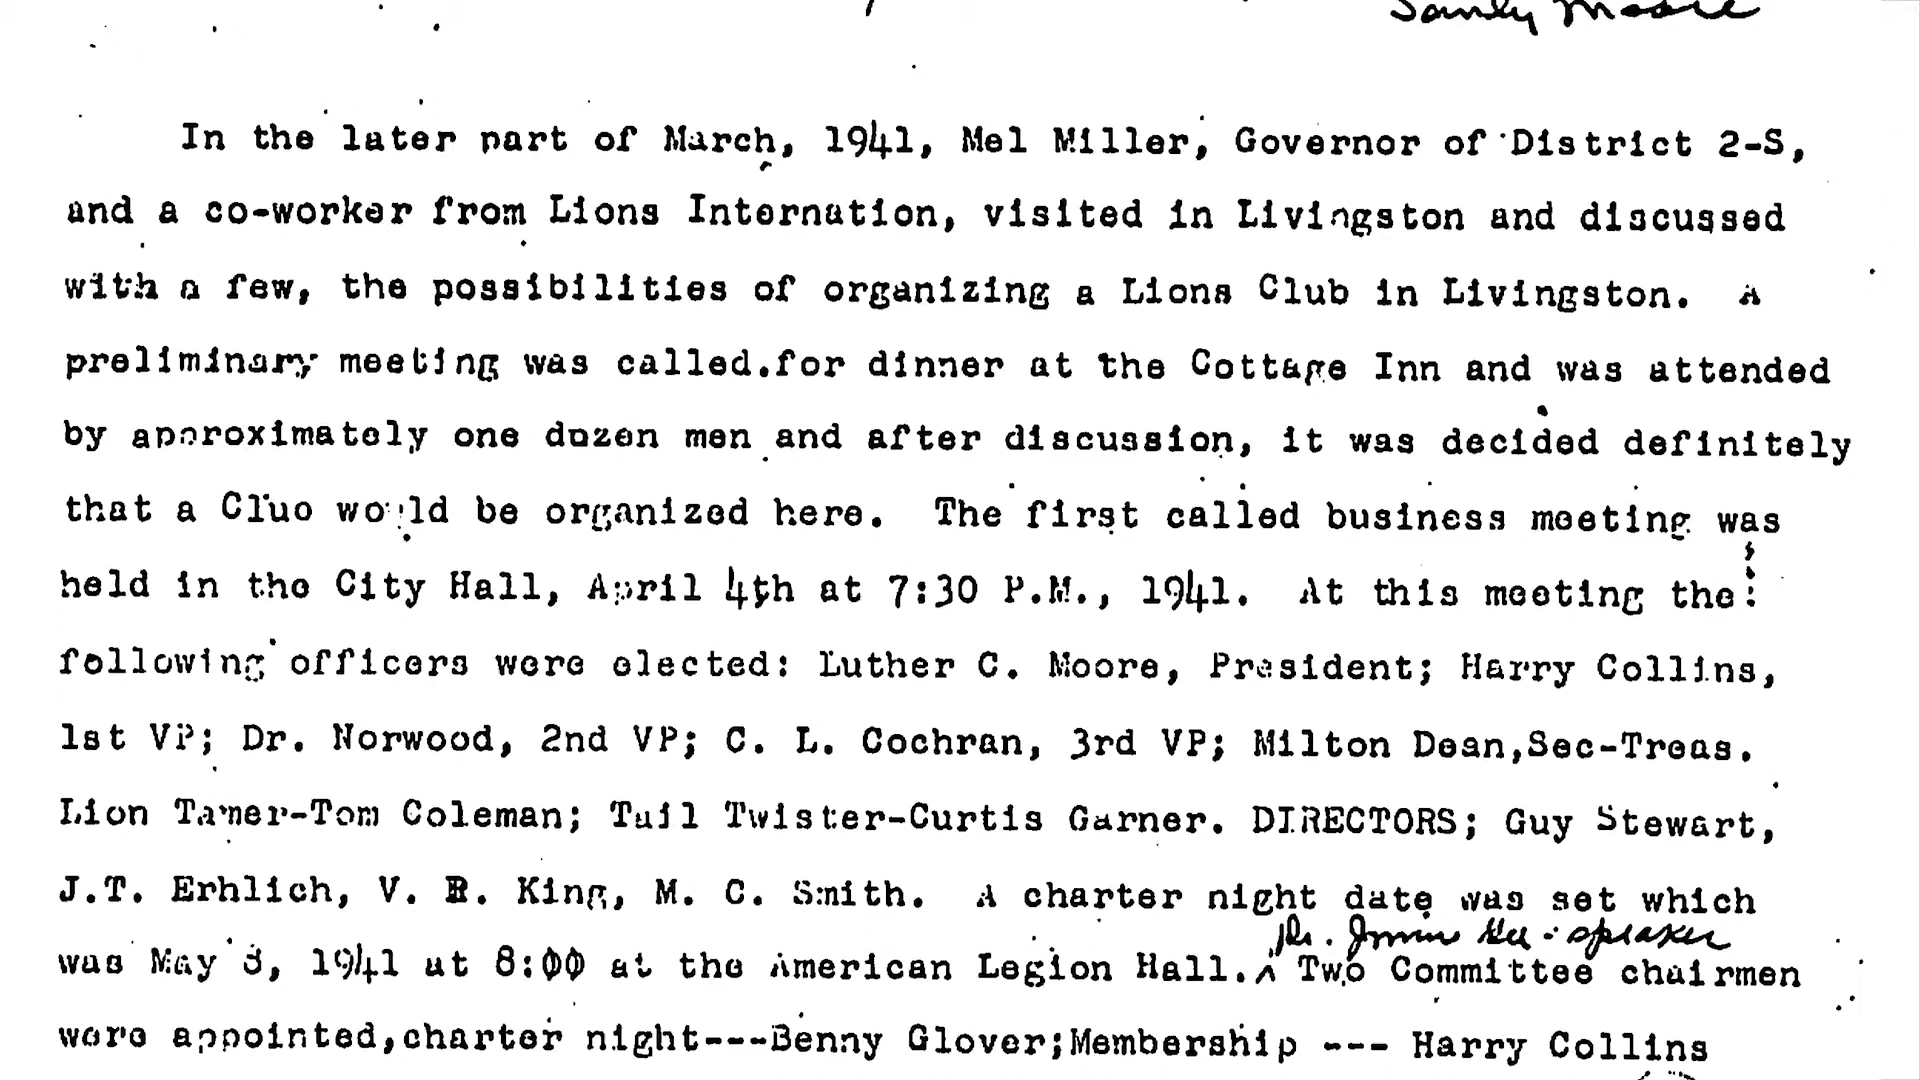 Moore
In the later part of March, 1941, Mel Miller, Governor of District 2-S,
and a co-worker from Lions Internation, visited in Livingston and discussed
with a few, the possibilities of organizing a Lions Club in Livingston. A
preliminary meeting was called.for dinner at the Cottage Inn and was attended
by approximately one dozen men and after discussion, it was decided definitely
that a Club would be organized here. The first called business meeting was
held in the City Hall, April 4th at 7:30 P.M., 1941. At this meeting the
following officers were elected: Luther C. Moore, President; Harry Collins,
1st VP; Dr. Norwood, 2nd VP; C. L. Cochran, 3rd VP; Milton Dean,Sec-Treas.
Lion Tamer-Tom Coleman; Tail Twister-Curtis Garner. DIRECTORS; Guy Stewart,
J.T. Erhlich, V. R. King, M. C. Smith. A charter night date was set which
Dr. - speaker
was May 8, 1941 at 8:00 at the American Legion Hall. ^ Two Committee chairmen
were appointed,charter night---Benny Glover;Membership --- Harry Collins